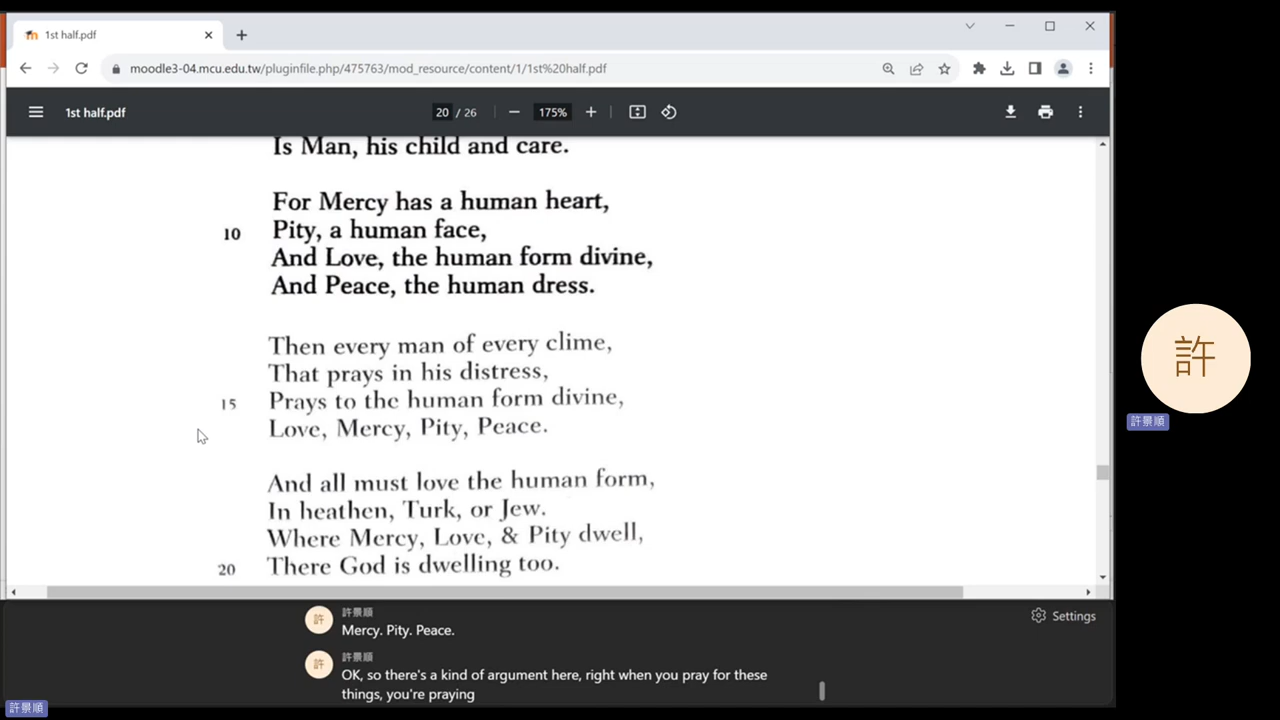 1st half.pdf
moodle3-04.mcu.edu.tw/pluginfile.php/475763/mod_resource/content/1/1st%20half.pdf
1st half.pdf
20 / 26
175%
Is Man, his child and care.
For Mercy has a human heart,
10 Pity, a human face,
And Love, the human form divine,
And Peace, the human dress.
Then every man of every clime,
That prays in his distress,
15 Prays to the human form divine,
Love, Mercy, Pity, Peace.
And all must love the human form,
In heathen, Turk, or Jew.
Where Mercy, Love, & Pity dwell,
20 There God is dwelling too.
許
許景順
許
許景順
Mercy. Pity. Peace.
Settings
許
許景順
OK, so there's a kind of argument here, right when you pray for these
things, you're praying
許景順